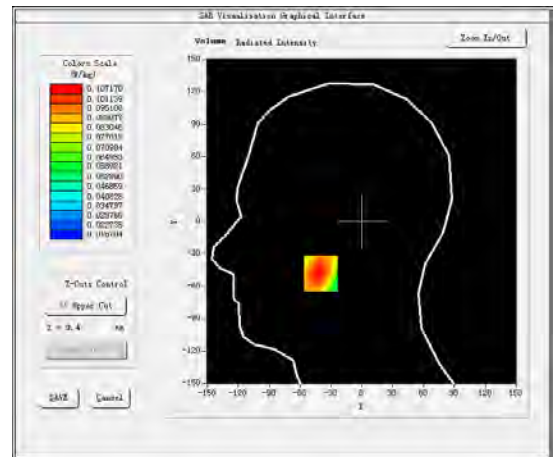 SAR Visualisation Graphical Interface
Volume Radiated Intensity
Zoom In/Out
Colors Scale
(W/kg)
0.107170
0.101139
0.095108
0.089077
0.083046
0.077015
0.070984
0.064953
0.058921
0.052890
0.046859
0.040828
0.034797
0.028766
0.022735
150
120
90
60
30
0
-30
-60
-90
-120
-150
Y
-150 -120 -90 -60 -30 0 30 60 90 120 150
X
Z-Cuts Control
Upper Cut
Z = 0.4 mm
SAVE Cancel